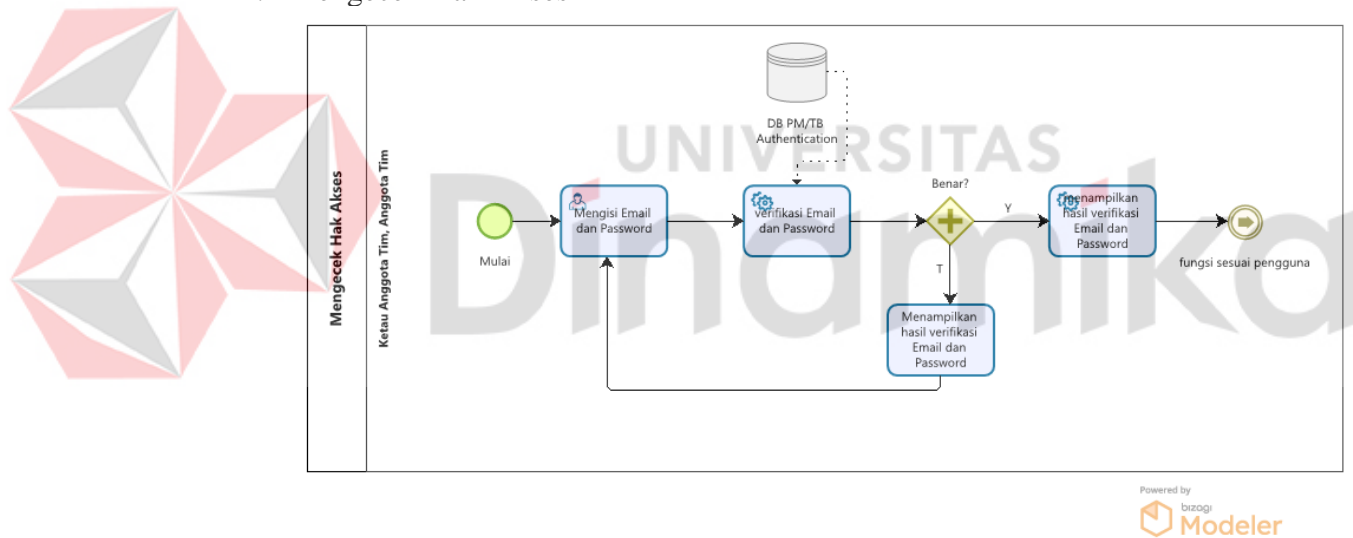 Mengecek Hak Akses
Ketau Anggota Tim, Anggota Tim
DB PM/TB
Authentication
UNIVERSITAS
Dinamika
Mulai
Mengisi Email
dan Password
verifikasi Email
dan Password
Benar?
Y
T
menampilkan
hasil verifikasi
Email dan
Password
fungsi sesuai pengguna
Menampilkan
hasil verifikasi
Email dan
Password
Powered by
bizagi
Modeler